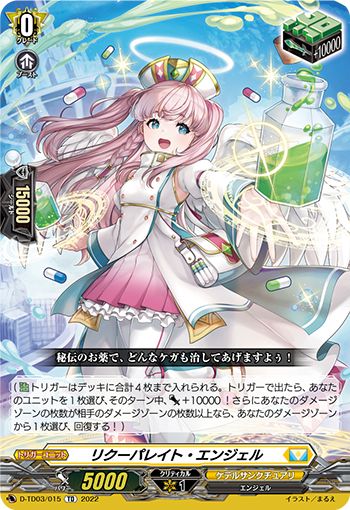 0
グレード
ブースト
治
+10000
15000
シールド
秘伝のお薬で、どんなケガも治してあげますよぅ！
（治トリガーはデッキに合計４枚まで入れられる。トリガーで出たら、あなた
のユニットを１枚選び、そのターン中、+10000！さらにあなたのダメージ
ゾーンの枚数が相手のダメージゾーンの枚数以上なら、あなたのダメージゾーン
から１枚選び、回復する！）
トリガーユニット
リクーパレイト・エンジェル
D-TD03/015 TD 2022
パワー
5000
クリティカル
1
ケテルサンクチュアリ
エンジェル
イラスト／まるえ